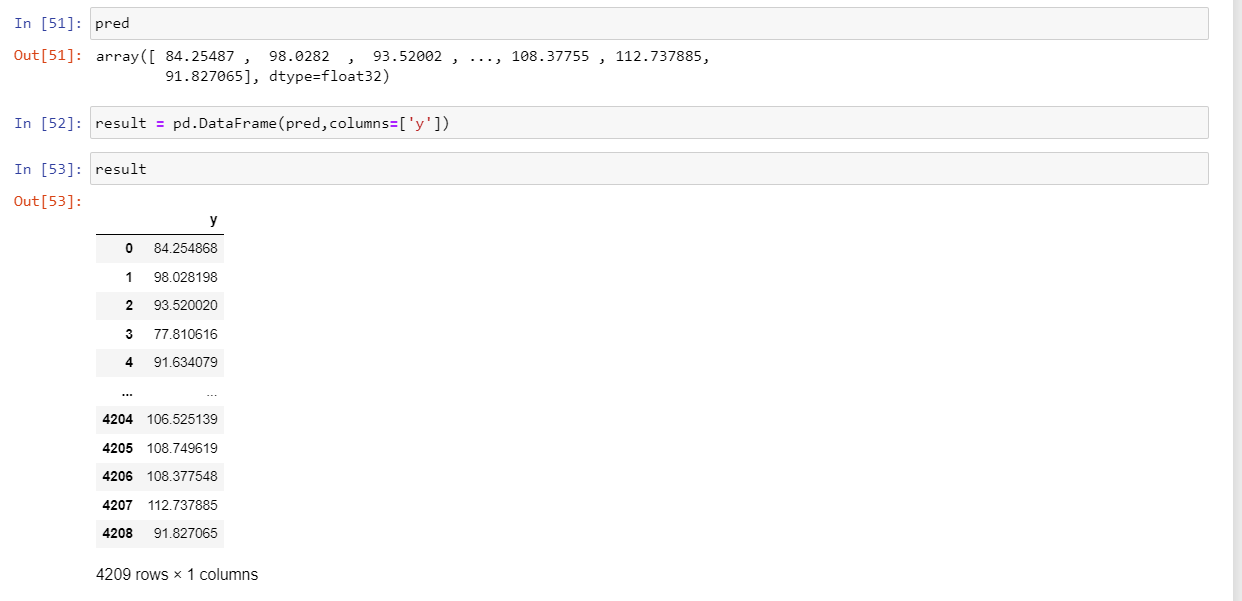 In [51]: pred
Out[51]: array([ 84.25487 ,  98.0282  ,  93.52002 , ..., 108.37755 , 112.737885,
91.827065], dtype=float32)
In [52]: result = pd.DataFrame(pred,columns=['y'])
In [53]: result
Out[53]:
y
0 84.254868
1 98.028198
2 93.520020
3 77.810616
4 91.634079
... ...
4204 106.525139
4205 108.749619
4206 108.377548
4207 112.737885
4208 91.827065
4209 rows × 1 columns